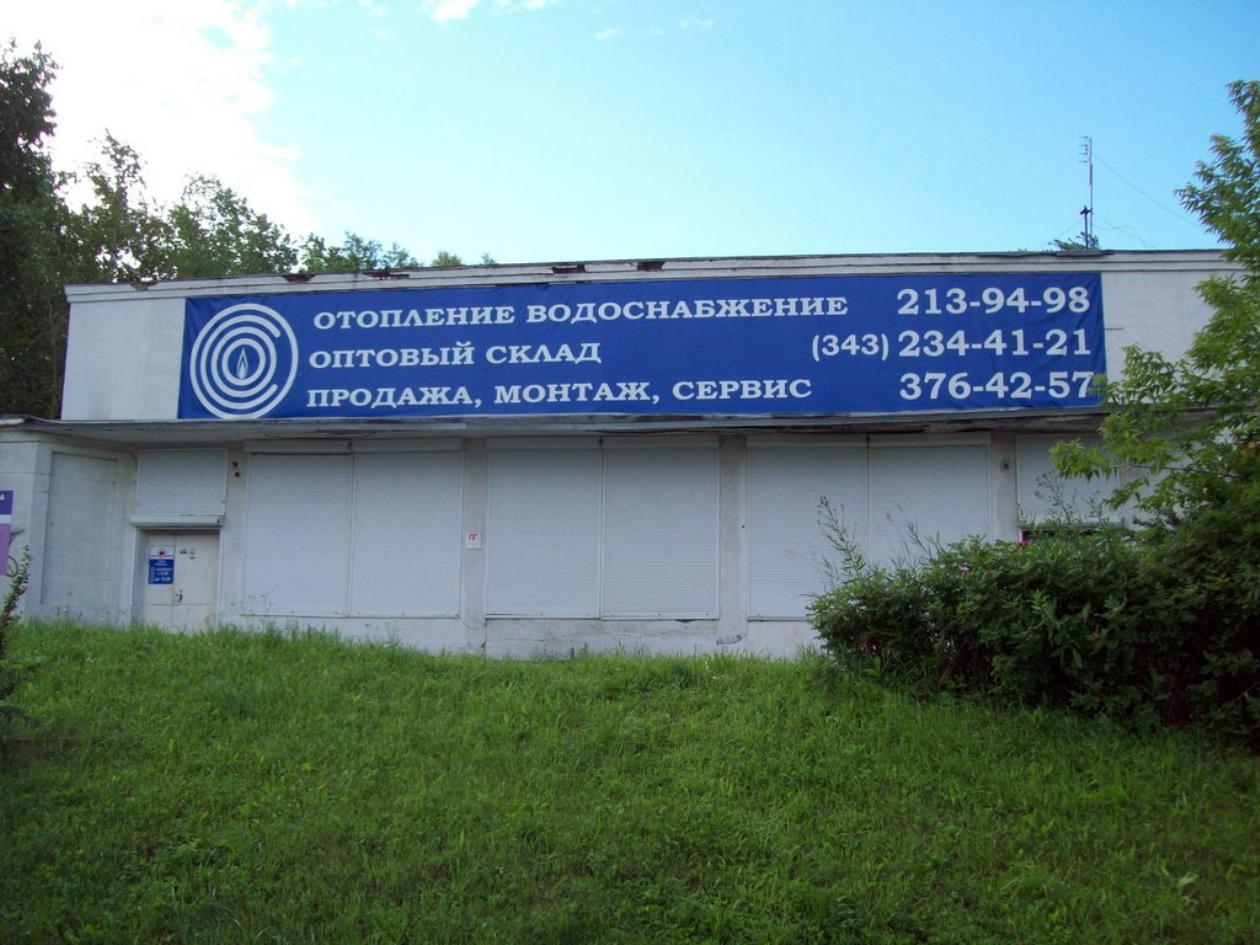 ОТОПЛЕНИЕ ВОДОСНАБЖЕНИЕ 213-94-98
ОПТОВЫЙ СКЛАД (343) 234-41-21
ПРОДАЖА, МОНТАЖ, СЕРВИС 376-42-57